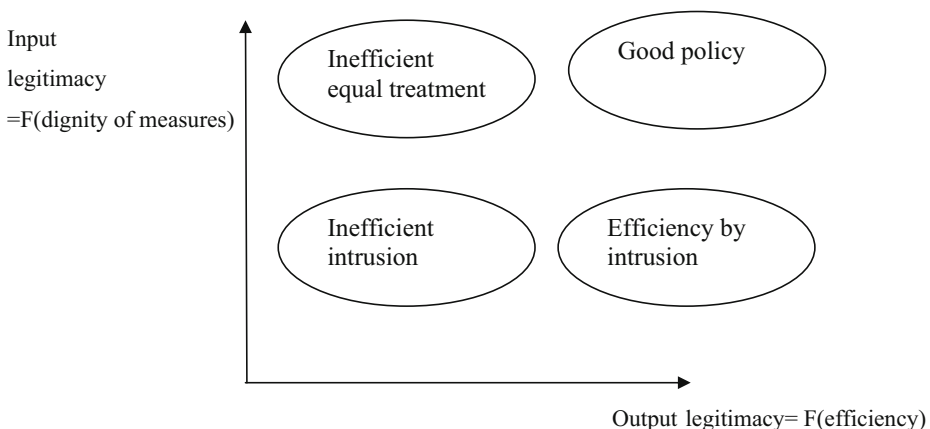 Input
legitimacy
=F(dignity of measures)
Inefficient
equal treatment
Good policy
Inefficient
intrusion
Efficiency by
intrusion
Output legitimacy= F(efficiency)